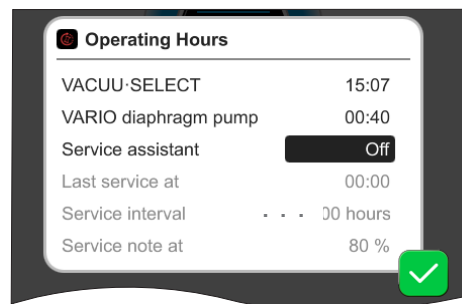 Operating Hours
VACUU·SELECT 15:07
VARIO diaphragm pump 00:40
Service assistant Off
Last service at 00:00
Service interval . . . 00 hours
Service note at 80 %